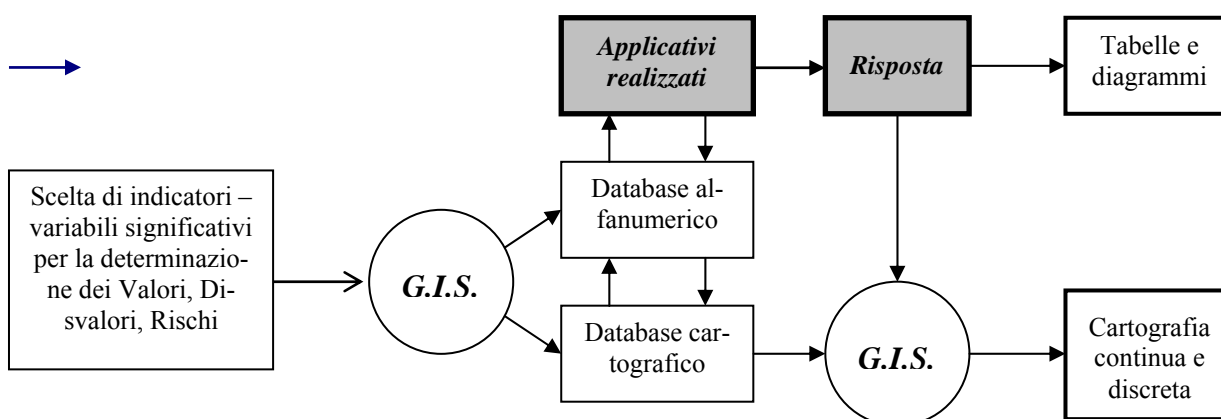 Applicativi
realizzati
Risposta
Tabelle e
diagrammi
Scelta di indicatori –
variabili significativi
per la determinazio-
ne dei Valori, Di-
svalori, Rischi
G.I.S.
Database al-
fanumerico
Database car-
tografico
G.I.S.
Cartografia
continua e
discreta